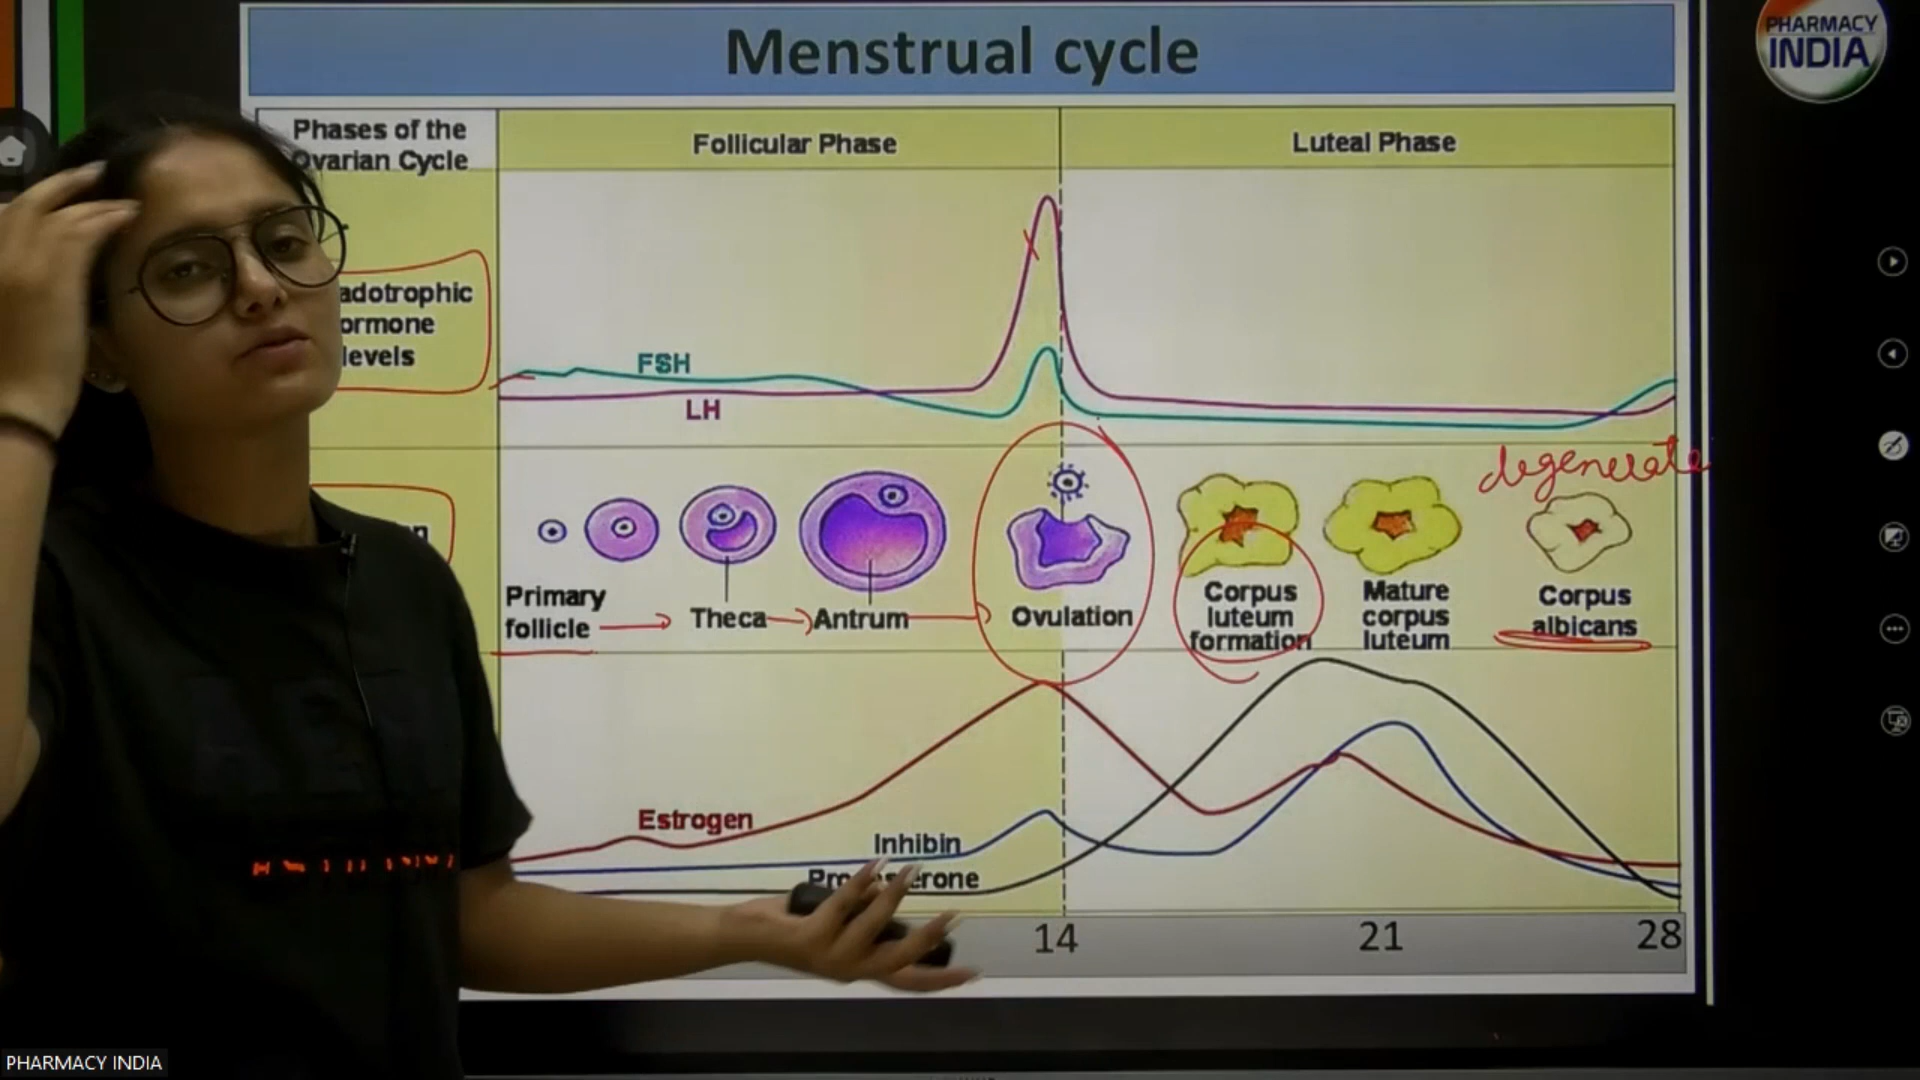 Menstrual cycle
PHARMACY
INDIA
Phases of the
Ovarian Cycle
Follicular Phase
Luteal Phase
adotrophic
ormone
levels
FSH
LH
degenerate
Primary
follicle
Theca
Antrum
Ovulation
Corpus
luteum
formation
Mature
corpus
luteum
Corpus
albicans
Estrogen
Inhibin
14
21
28
PHARMACY INDIA